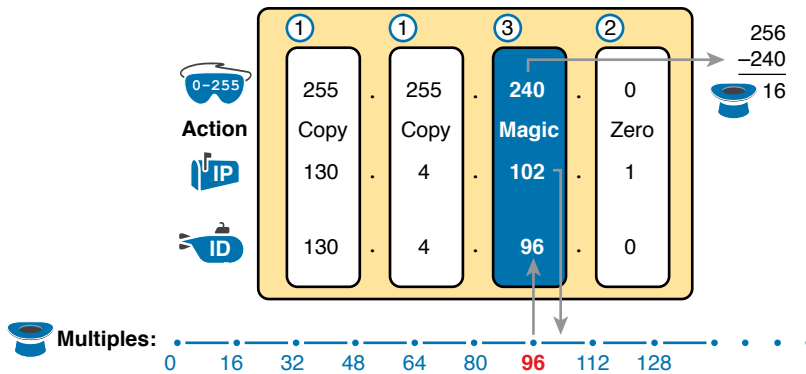 1 1 3 2
256
–240
16
0–255 255 . 255 . 240 . 0
Action Copy Copy Magic Zero
IP 130 . 4 . 102 . 1
ID 130 . 4 . 96 . 0
Multiples:
0 16 32 48 64 80 96 112 128